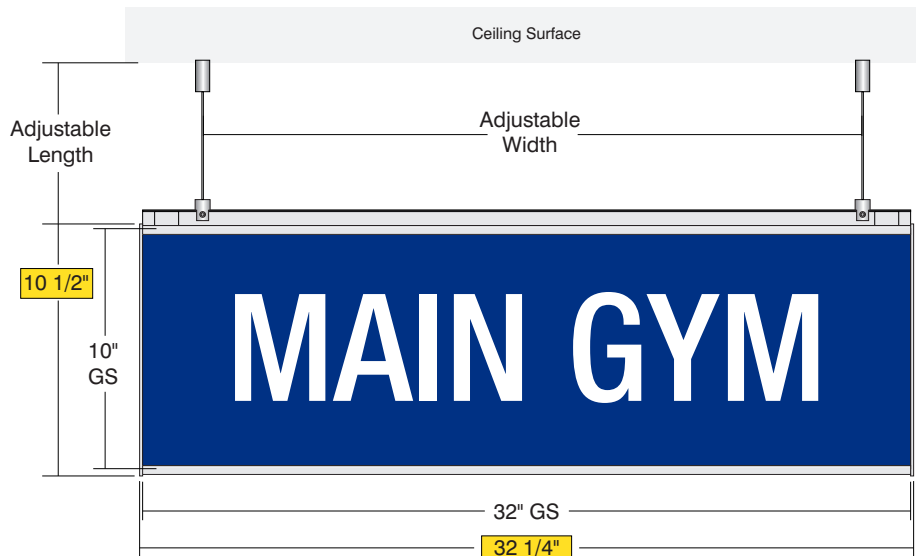 Ceiling Surface
Adjustable
Length
Adjustable
Width
10 1/2"
10"
GS
MAIN GYM
32" GS
32 1/4"